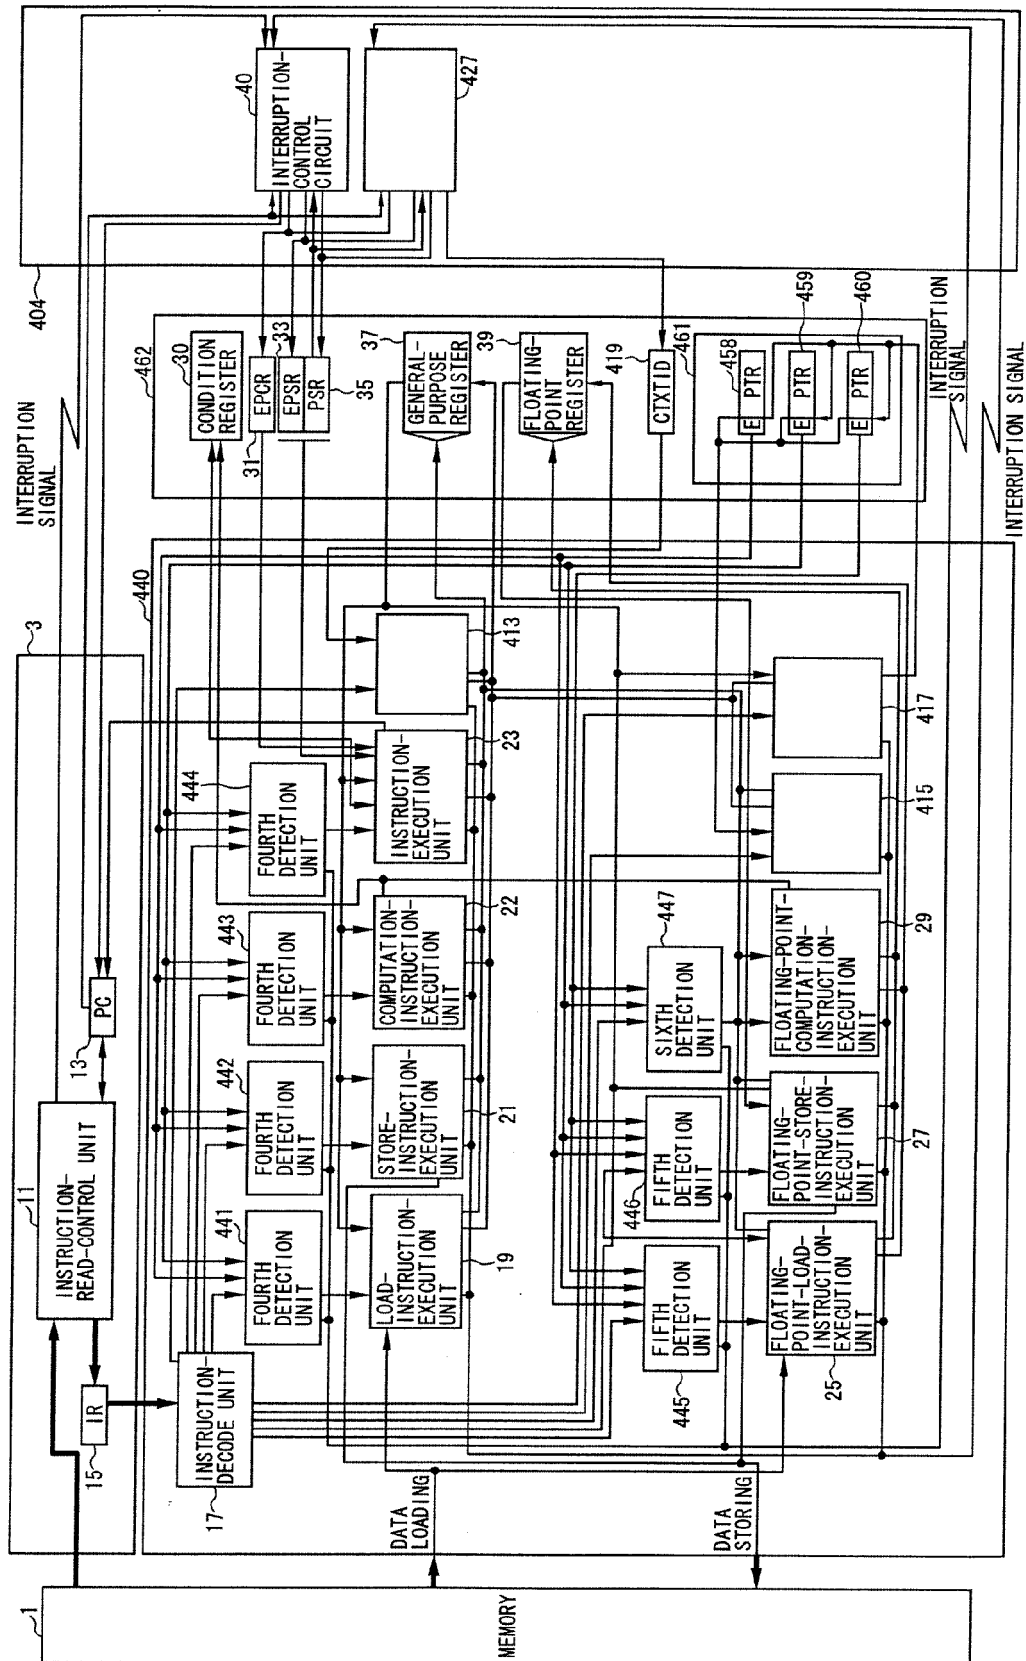 1
MEMORY
3
11
INSTRUCTION-
READ-CONTROL UNIT
13
PC
15
IR
INTERRUPTION
SIGNAL
440
17
INSTRUCTION-
DECODE UNIT
DATA
LOADING
DATA
STORING
441
FOURTH
DETECTION
UNIT
442
FOURTH
DETECTION
UNIT
443
FOURTH
DETECTION
UNIT
444
FOURTH
DETECTION
UNIT
LOAD-
INSTRUCTION-
EXECUTION
UNIT
19
STORE-
INSTRUCTION-
EXECUTION
UNIT
21
COMPUTATION-
INSTRUCTION-
EXECUTION
UNIT
22
INSTRUCTION-
EXECUTION
UNIT
23
413
FIFTH
DETECTION
UNIT
445
FIFTH
DETECTION
UNIT
446
SIXTH
DETECTION
UNIT
447
FLOATING-
POINT-LOAD-
INSTRUCTION-
EXECUTION
UNIT
25
FLOATING-
POINT-STORE-
INSTRUCTION-
EXECUTION
UNIT
27
FLOATING-POINT-
COMPUTATION-
INSTRUCTION-
EXECUTION
UNIT
29
415
417
462
30
CONDITION
REGISTER
31
EPCR
33
EPSR
PSR
35
37
GENERAL-
PURPOSE
REGISTER
39
FLOATING-
POINT
REGISTER
419
CTXTID
461
458
E
PTR
459
E
PTR
460
E
PTR
404
40
INTERRUPTION-
CONTROL
CIRCUIT
427
INTERRUPTION
SIGNAL
INTERRUPTION SIGNAL